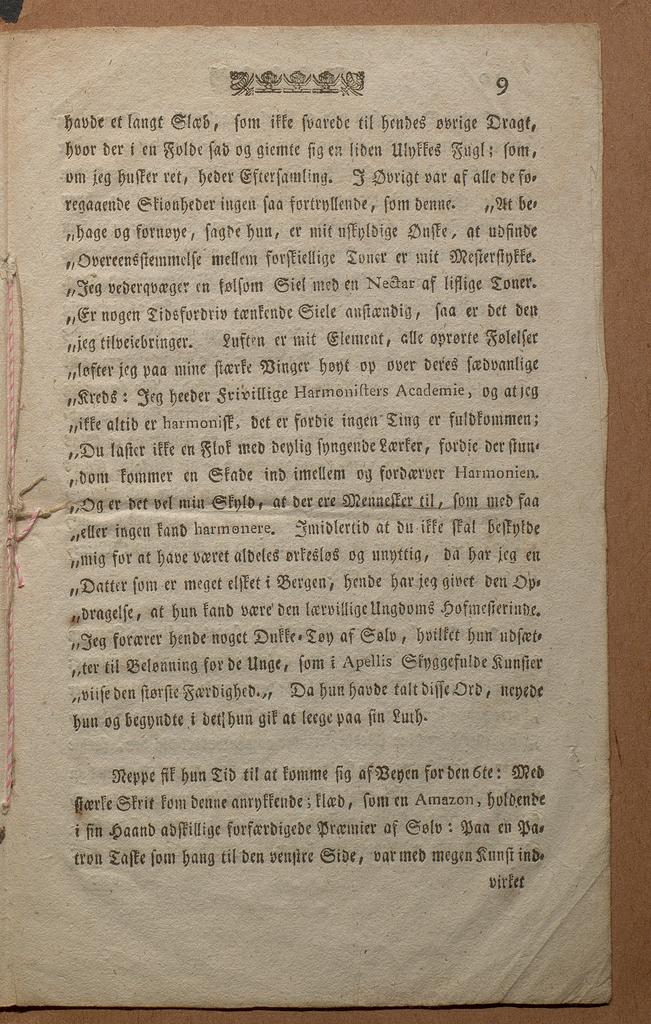 9
havde et langt Slæb, som ikke svarede til hendes øvrige Dragt,
hvor der i en Folde sad og giemte sig en liden Ulykkes Fugl; som,
om jeg husker ret, heder Eftersamling. I Øvrigt var af alle de fo-
regaaende Skiønheder ingen saa fortryllende, som denne. „At be-
„hage og fornøye, sagde hun, er mit uskyldige Ønske, at udfinde
„Overeensstemmelse mellem forskiellige Toner er mit Mesterstykke.
„Jeg vederqvæger en følsom Siel med en Nectar af liflige Toner.
„Er nogen Tidsfordriv tænkende Siele anstændig, saa er det den
„jeg tilveiebringer. Luften er mit Element, alle oprørte Følelser
„løfter jeg paa mine stærke Vinger høyt op over deres sædvanlige
„Kreds: Jeg heeder Frivillige Harmonisters Academie, og at jeg
„ikke altid er harmonisk, det er fordie ingen Ting er fuldkommen;
„Du laster ikke en Flok med deylig syngende Lærker, fordie der stun-
„dom kommer en Skade ind imellem og fordærver Harmonien.
„Og er det vel min Skyld, at der ere Mennesker til, som med faa
„eller ingen kand harmonere. Imidlertid at du ikke skal beskylde
„mig for at have været aldeles ørkesløs og unyttig, da har jeg en
„Datter som er meget elsket i Bergen, hende har jeg givet den Op-
„dragelse, at hun kand være den lærvillige Ungdoms Hofmesterinde.
„Jeg forærer hende noget Dukke-Tøy af Sølv, hvilket hun udsæt-
„ter til Belønning for de Unge, som i Apellis Skyggefulde Kunster
„viise den største Færdighed.„ Da hun havde talt disse Ord, neyede
hun og begyndte i det hun gik at leege paa sin Luth.
Neppe fik hun Tid til at komme sig af Veyen for den 6te: Med
stærke Skrit kom denne anrykkende; klæd, som en Amazon, holdende
i sin Haand adskillige forfærdigede Præmier af Sølv: Paa en Pa-
tron Taske som hang til den venstre Side, var med megen Kunst ind-
virket